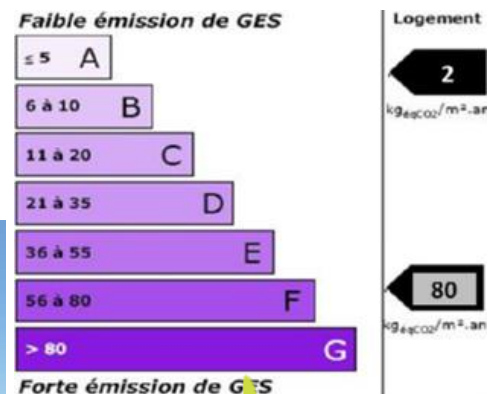 Faible émission de GES
Logement
≤ 5 A
2
6 à 10 B
kgéqCO2/m².an
11 à 20 C
21 à 35 D
36 à 55 E
56 à 80 F
80
kgéqCO2/m².an
> 80 G
Forte émission de GES